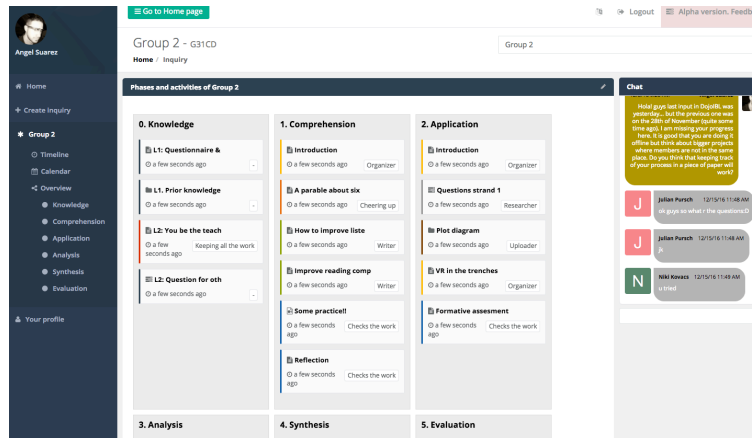 Go to Home page
Logout
Alpha version. Feedb
Angel Suarez
Group 2 - G31CD
Group 2
Home / Inquiry
Home
Create inquiry
Group 2
Timeline
Calendar
Overview
Knowledge
Comprehension
Application
Analysis
Synthesis
Evaluation
Your profile
Phases and activities of Group 2
0. Knowledge
L1: Questionnaire &
a few seconds ago -
L1. Prior knowledge
a few seconds ago -
L2: You be the teach
a few seconds ago Keeping all the work
L2: Question for oth
a few seconds ago -
1. Comprehension
Introduction
a few seconds ago Organizer
A parable about six
a few seconds ago Cheering up
How to improve liste
a few seconds ago Writer
Improve reading comp
a few seconds ago Writer
Some practice!!
a few seconds ago Checks the work
Reflection
a few seconds ago Checks the work
2. Application
Introduction
a few seconds ago Organizer
Questions strand 1
a few seconds ago Researcher
Plot diagram
a few seconds ago Uploader
VR in the trenches
a few seconds ago Organizer
Formative assesment
a few seconds ago Checks the work
3. Analysis
4. Synthesis
5. Evaluation
Chat
Hola! guys last input in DojoIBI. was
yesterday... but the previous one was
on the 28th of November (quite some
time ago). I am missing your progress
here. It is good that you are doing it
offline but think about bigger projects
where members are not in the same
place. Do you think that keeping track
of your process in a piece of paper will
work?
J
Julian Pursch 12/15/16 11:48 AM
ok guys so what r the questions:D
J
Julian Pursch 12/15/16 11:48 AM
jk
N
Niki Kovacs 12/15/16 11:48 AM
u tried